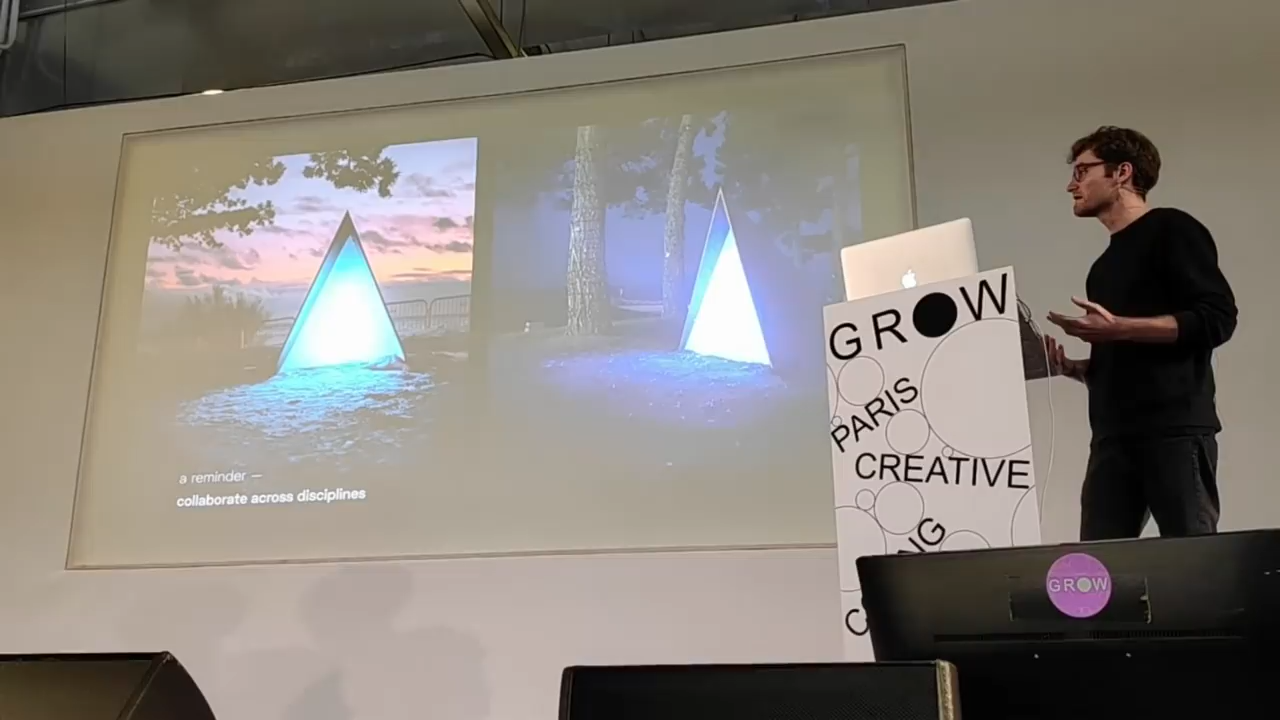 a reminder —
collaborate across disciplines
GROW
PARIS
CREATIVE
GROW